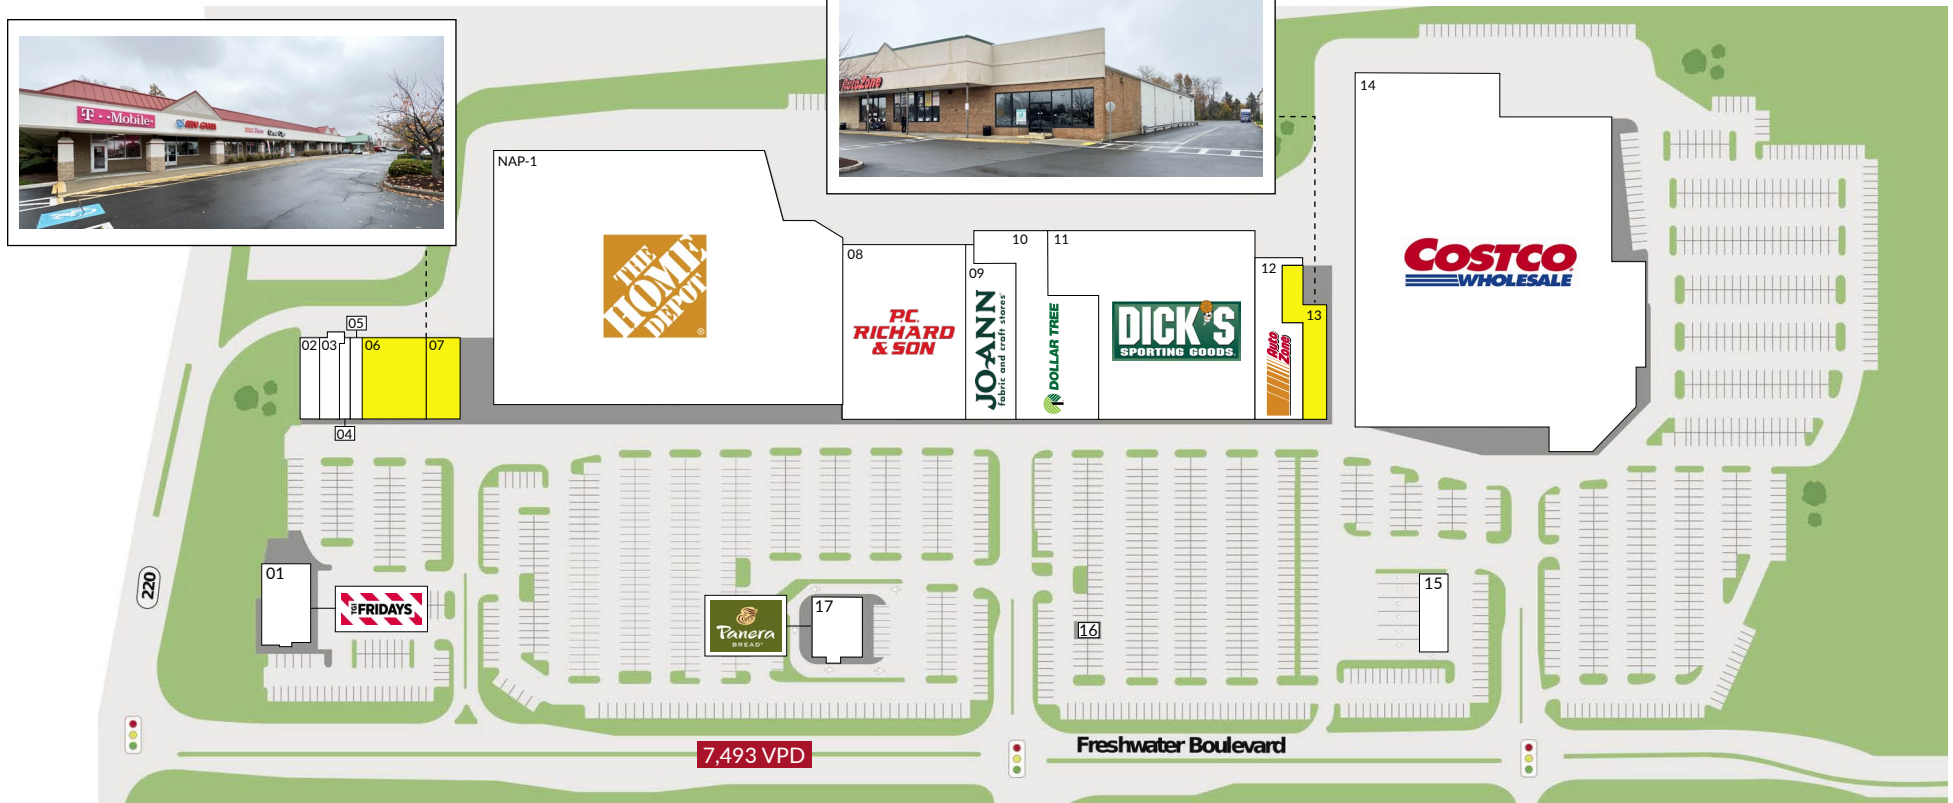 T-Mobile
AutoZone
14
NAP-1
THE
HOME
DEPOT
08
P.C.
RICHARD
& SON
09
JO-ANN
fabric and craft stores
10
DOLLAR TREE
11
DICK'S
SPORTING GOODS
12
Auto
Zone
13
COSTCO
WHOLESALE
05
02
03
06
07
04
220
01
TGI
FRIDAYS
Panera
BREAD
17
16
15
7,493 VPD
Freshwater Boulevard